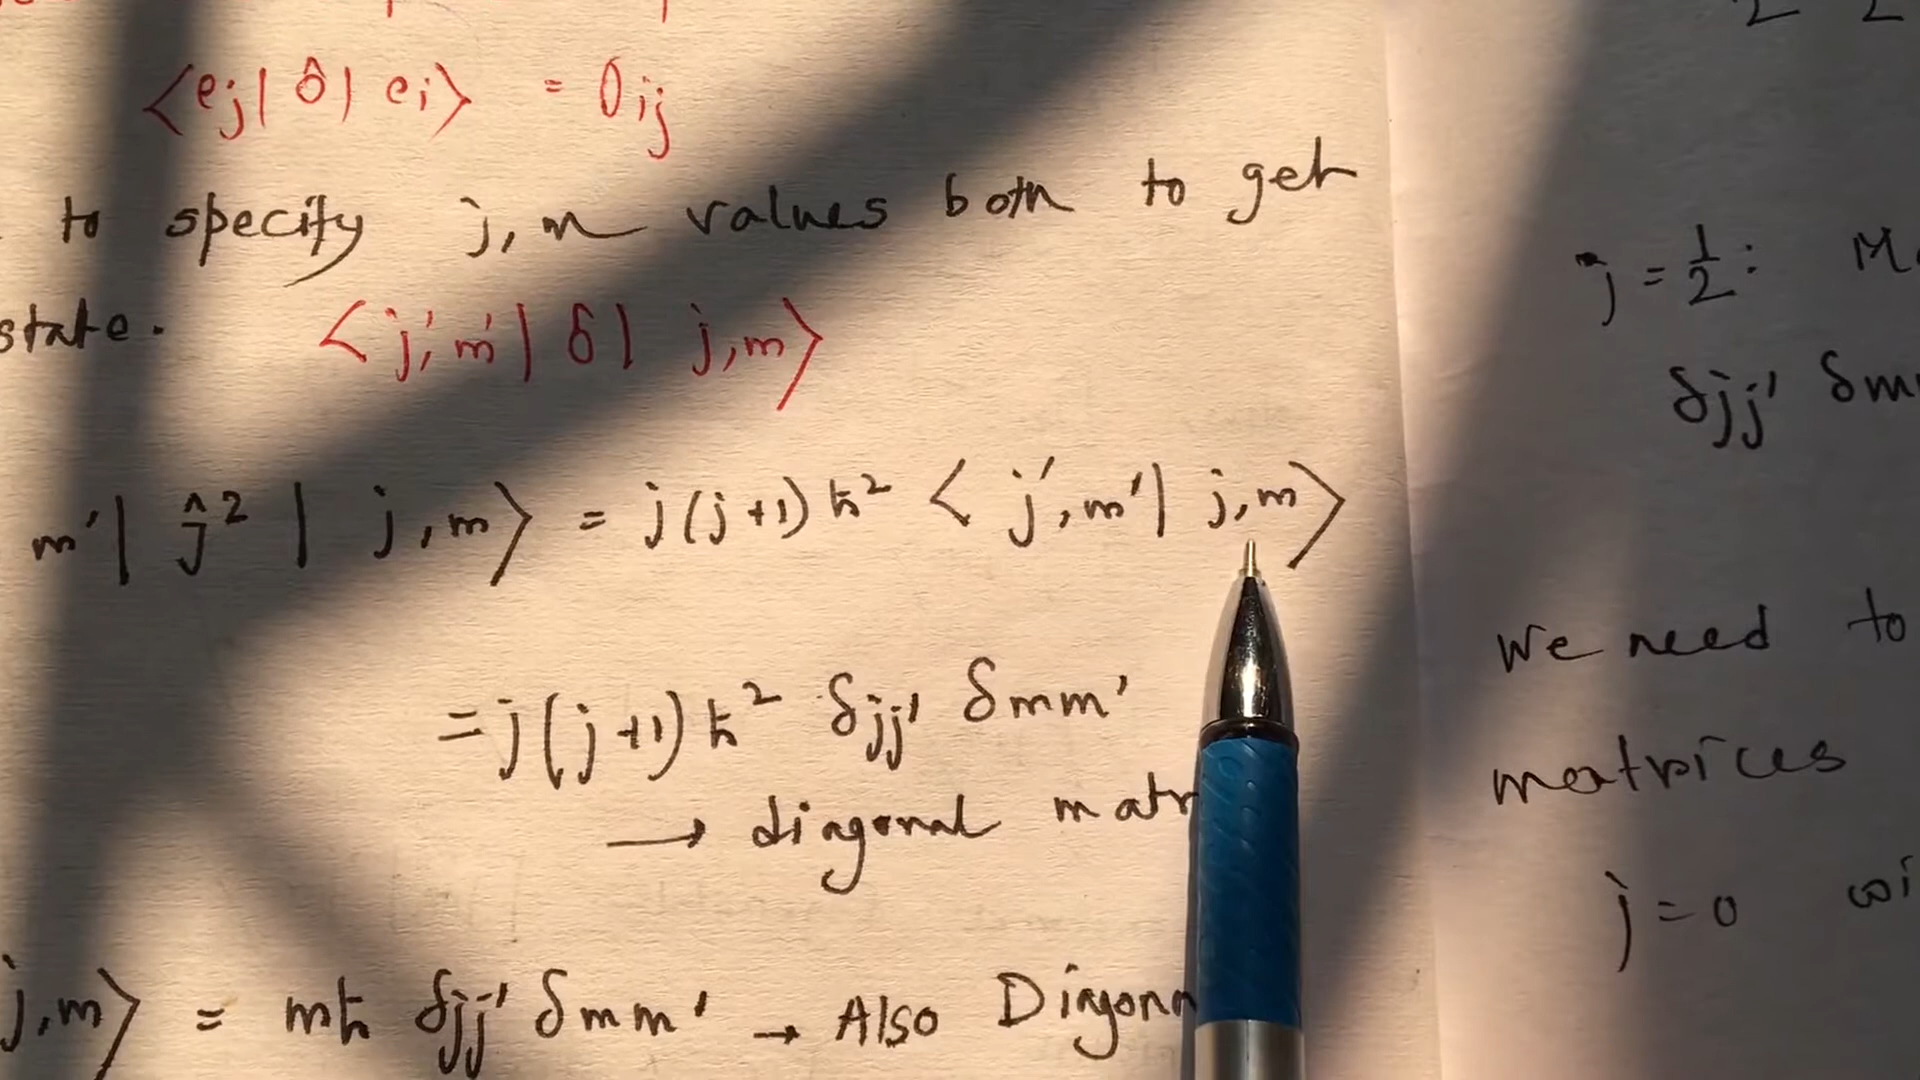 ⟨ej| ô | ei⟩ = Oij
to specify j, m values both to get
state. ⟨j', m' | ô | j, m⟩
m' | ĵ² | j, m⟩ = j(j+1) ħ² ⟨j', m' | j, m⟩
= j(j+1) ħ² δjj' δmm'
→ diagonal matr
j, m⟩ = mħ δjj' δmm' → Also Diagon
j = 1/2 :
δjj' δm
we need to
matrices
j = 0 wi